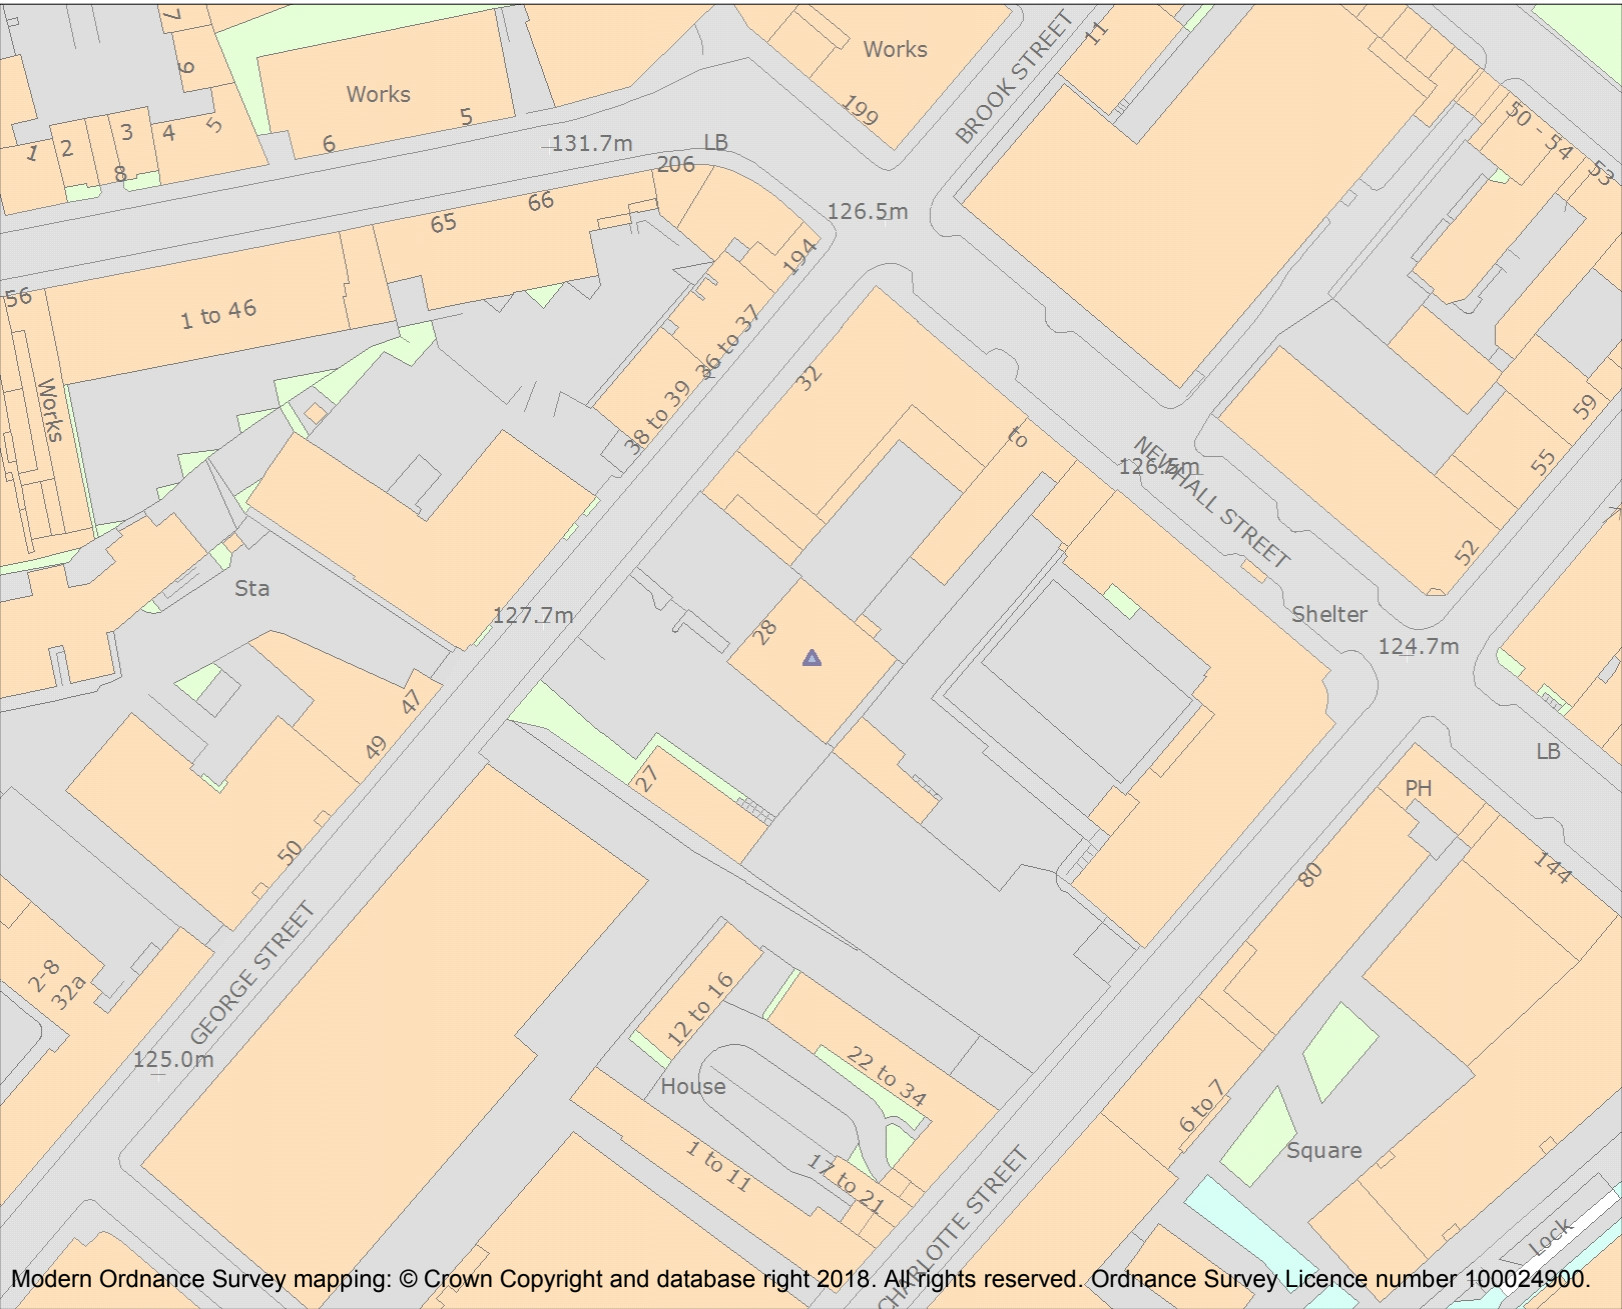 7
9
Works
Works
11
BROOK STREET
199
5
6
1
2
3
4
5
8
131.7m
LB
206
50 - 54
53
66
65
126.5m
194
56
1 to 46
36 to 37
32
38 to 39
Works
59
to
NEWHALL STREET
126.5m
55
52
Sta
127.7m
28
Shelter
124.7m
47
49
27
LB
PH
50
80
144
2-8
32a
GEORGE STREET
125.0m
12 to 16
22 to 34
House
6 to 7
1 to 11
17 to 21
Square
CHARLOTTE STREET
Lock
Modern Ordnance Survey mapping: © Crown Copyright and database right 2018. All rights reserved. Ordnance Survey Licence number 100024900.